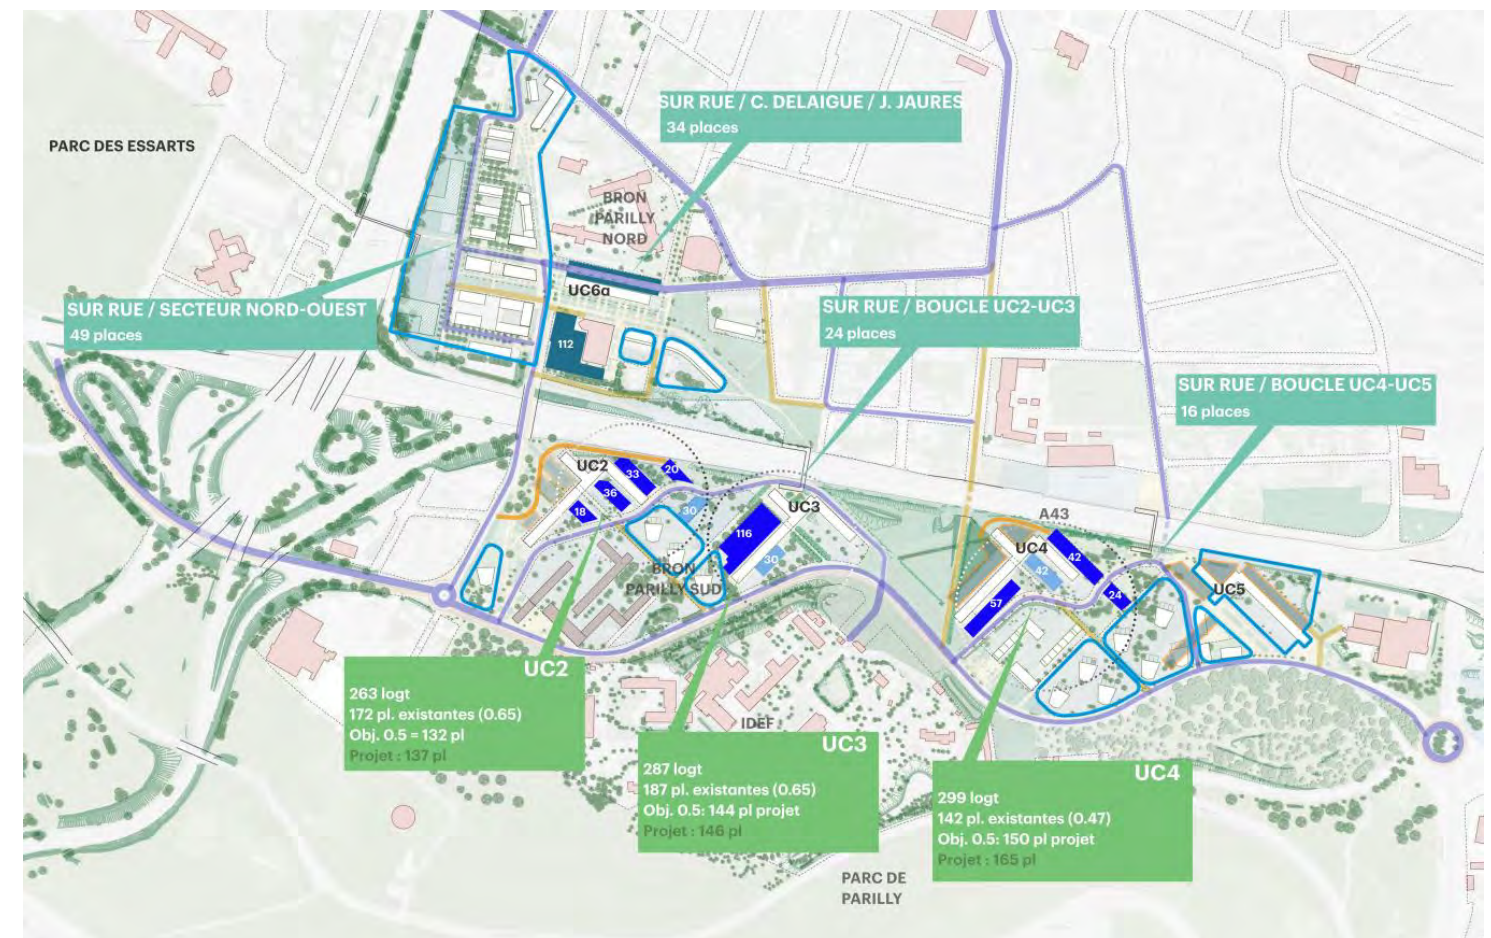 SUR RUE / C. DELAIGUE / J. JAURES
34 places
PARC DES ESSARTS
BRON
PARILLY
NORD
UC6a
SUR RUE / SECTEUR NORD-OUEST
49 places
SUR RUE / BOUCLE UC2-UC3
24 places
112
SUR RUE / BOUCLE UC4-UC5
16 places
UC2
33
20
36
18
30
UC3
116
30
BRON
PARILLY SUD
A43
UC4
42
42
57
24
UC5
UC2
263 logt
172 pl. existantes (0.65)
Obj. 0.5 = 132 pl
Projet : 137 pl
IDEF
UC3
287 logt
187 pl. existantes (0.65)
Obj. 0.5: 144 pl projet
Projet : 146 pl
UC4
299 logt
142 pl. existantes (0.47)
Obj. 0.5: 150 pl projet
Projet : 165 pl
PARC DE
PARILLY